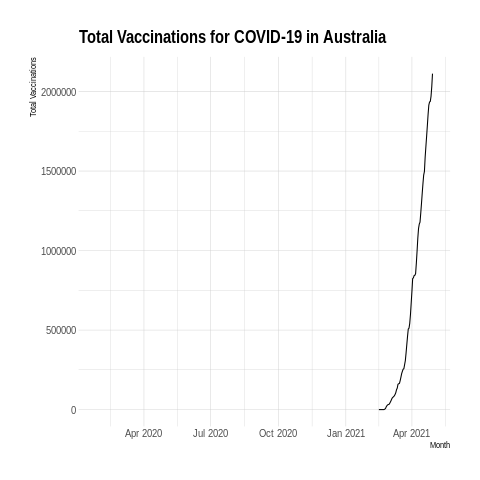 Total Vaccinations for COVID-19 in Australia
Total Vaccinations
2000000
1500000
1000000
500000
0
Apr 2020 Jul 2020 Oct 2020 Jan 2021 Apr 2021
Month